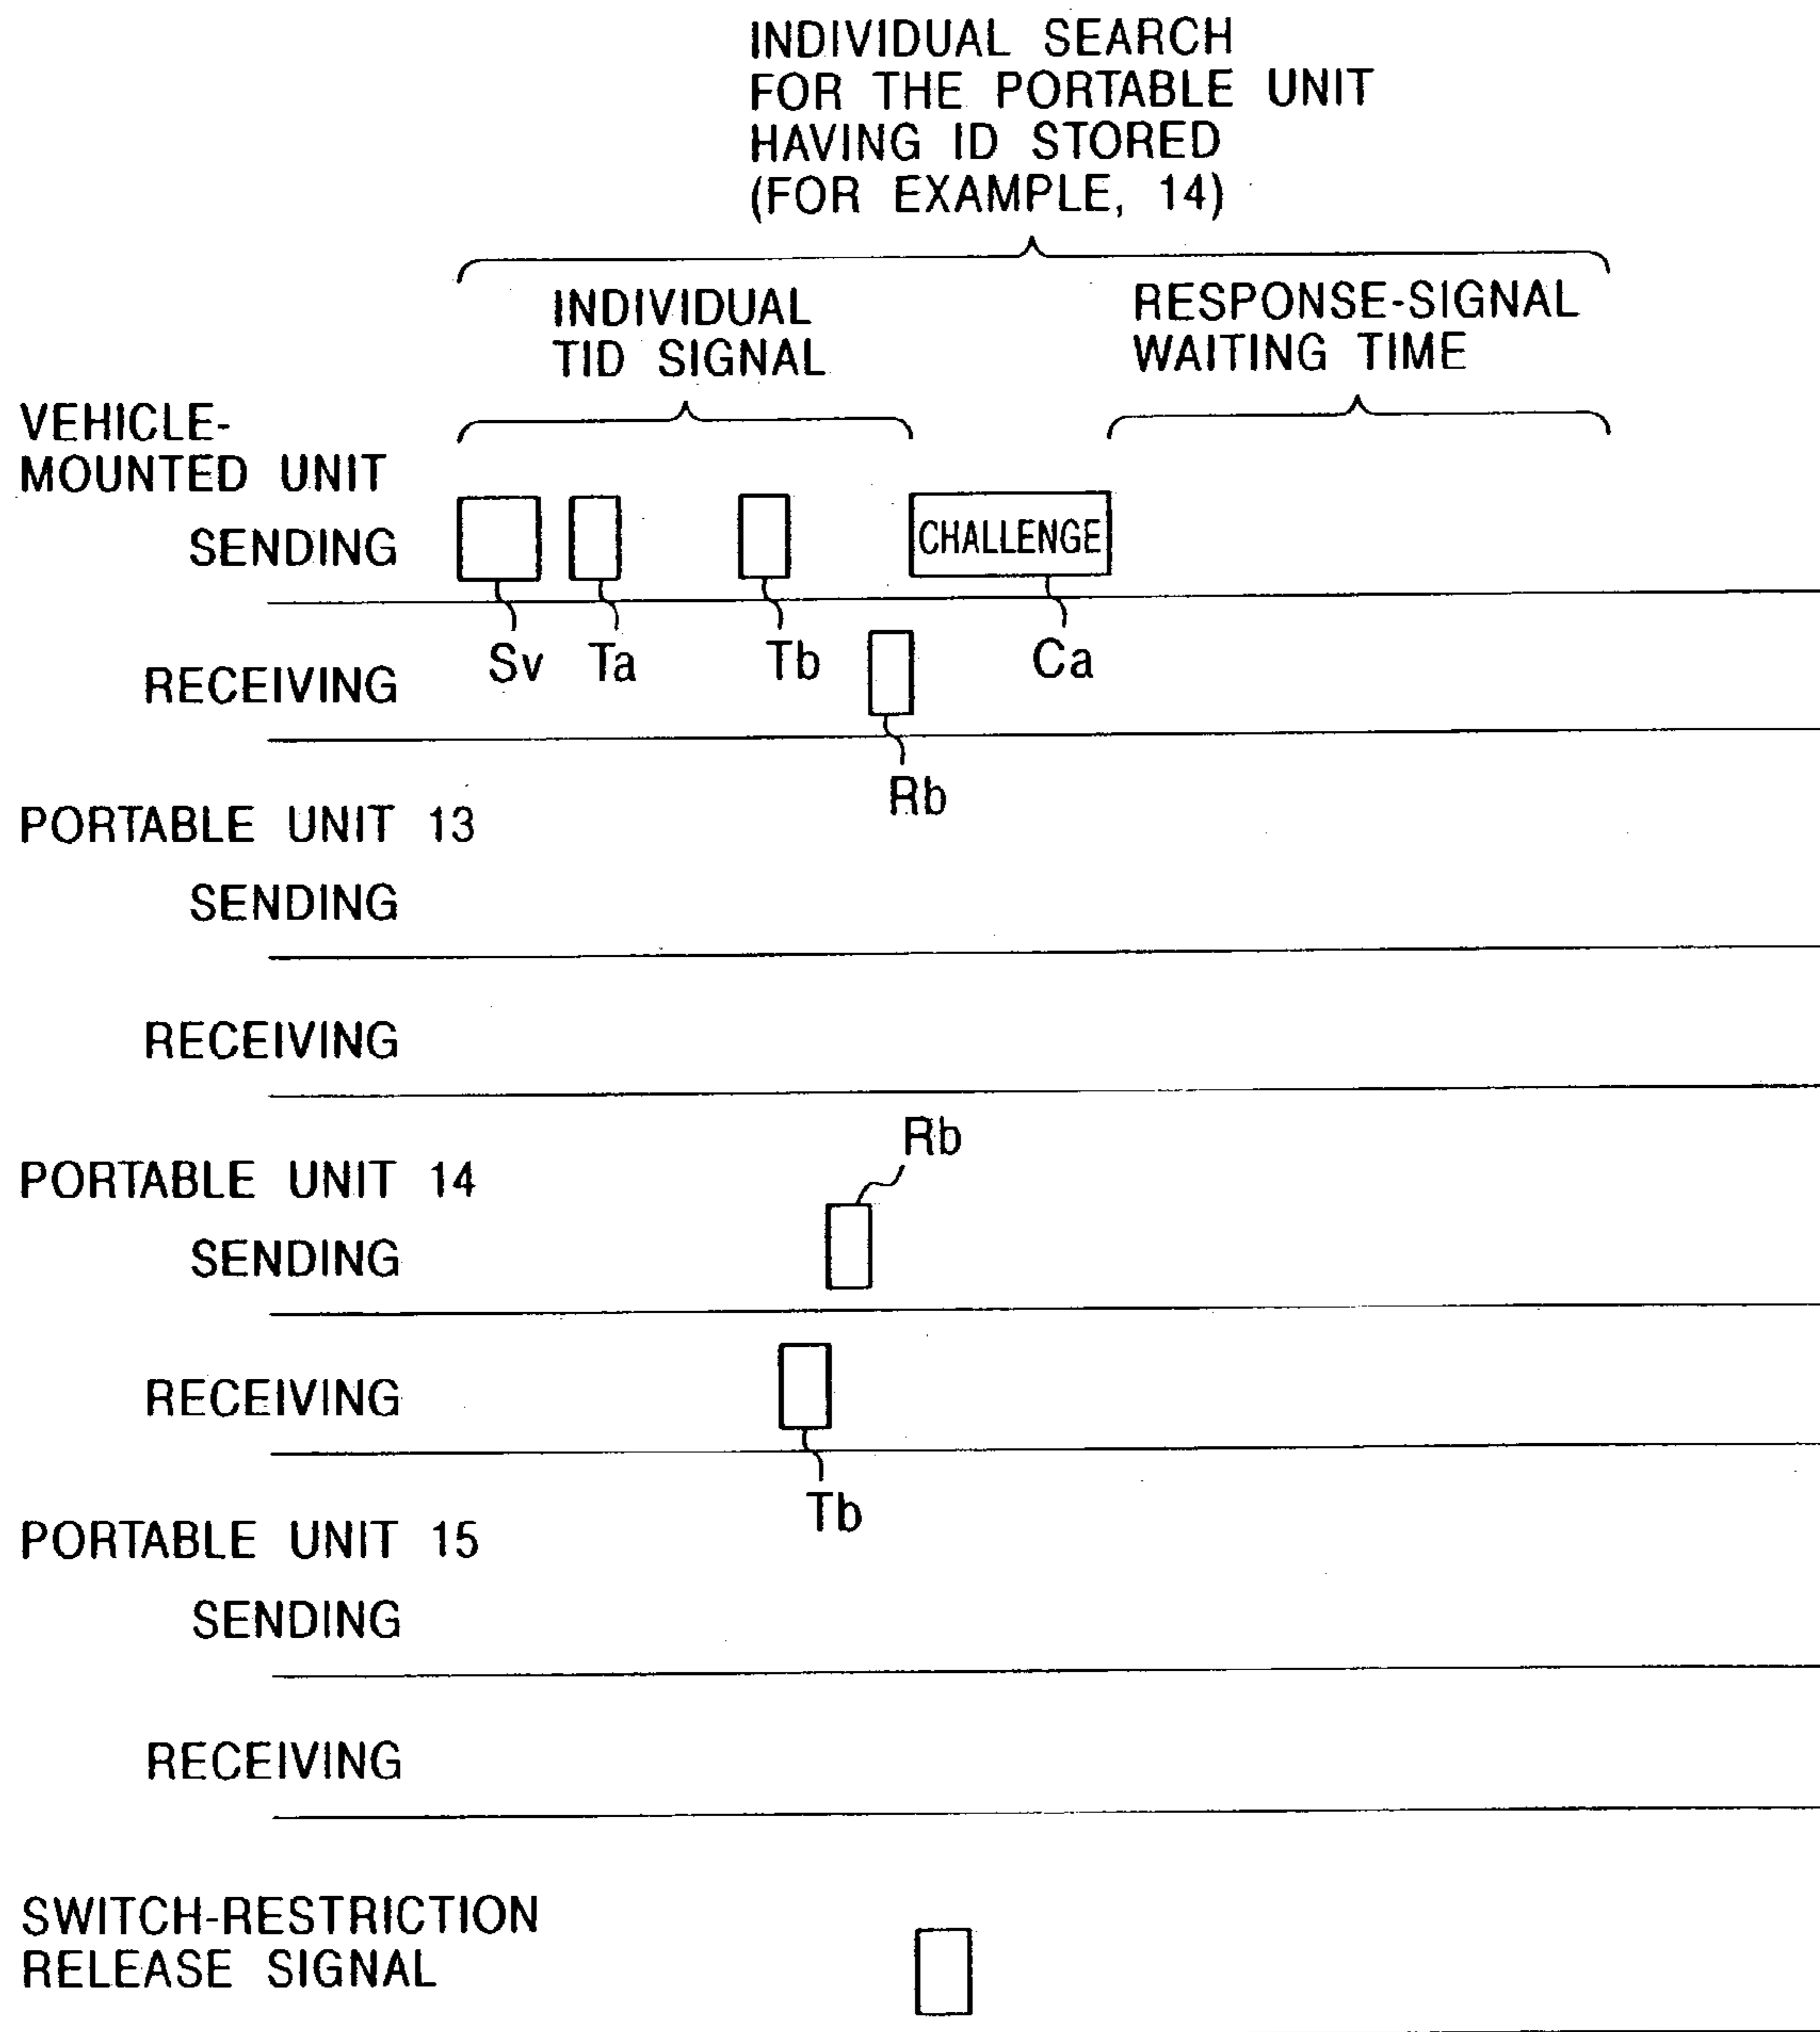 INDIVIDUAL SEARCH
FOR THE PORTABLE UNIT
HAVING ID STORED
(FOR EXAMPLE, 14)
INDIVIDUAL
TID SIGNAL
RESPONSE-SIGNAL
WAITING TIME
VEHICLE-
MOUNTED UNIT
SENDING
CHALLENGE
Sv
Ta
Tb
Ca
RECEIVING
Rb
PORTABLE UNIT 13
SENDING
RECEIVING
Rb
PORTABLE UNIT 14
SENDING
RECEIVING
Tb
PORTABLE UNIT 15
SENDING
RECEIVING
SWITCH-RESTRICTION
RELEASE SIGNAL